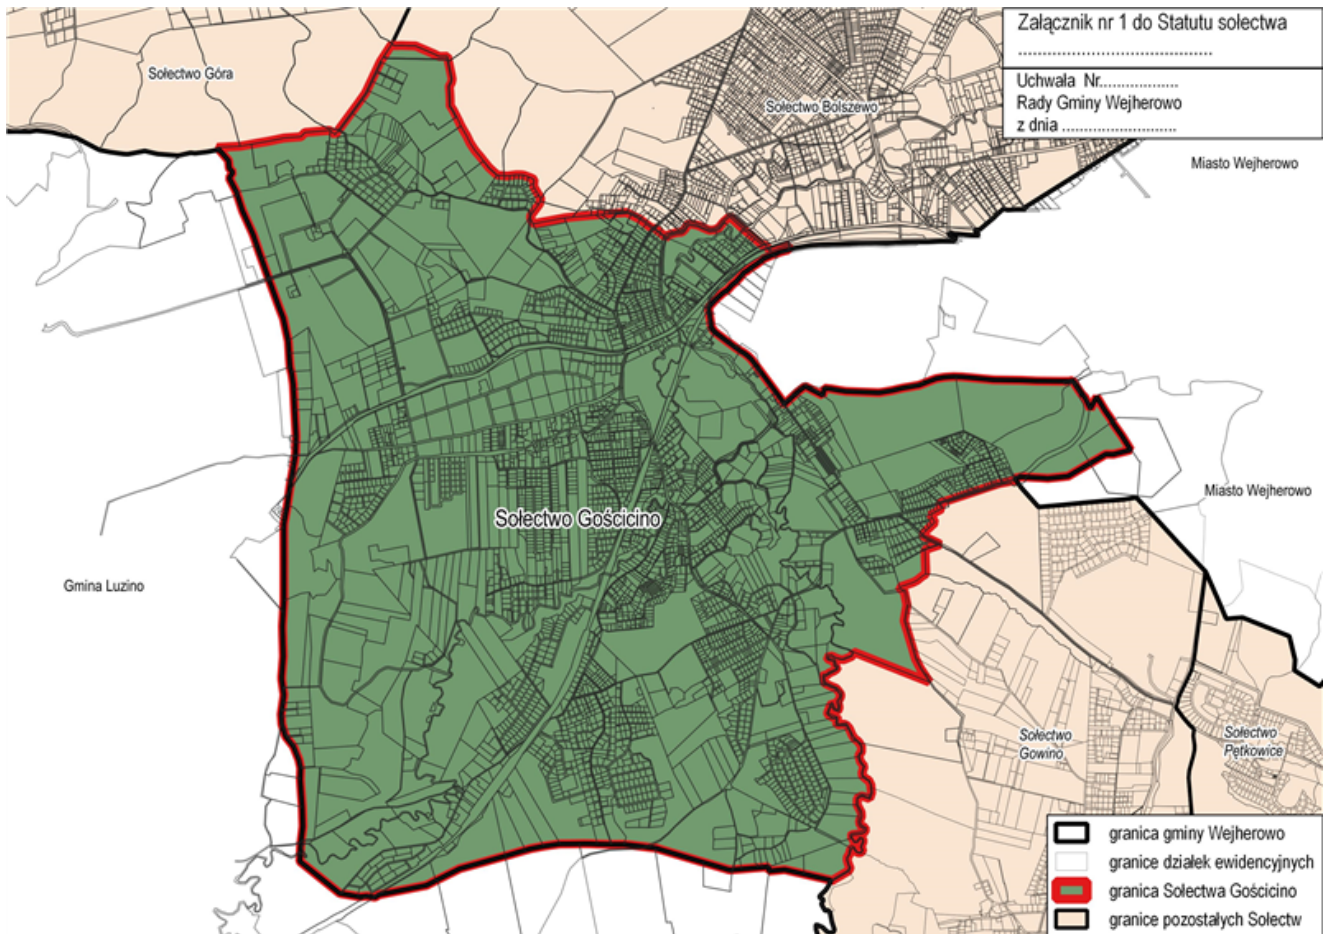 Załącznik nr 1 do Statutu sołectwa
..........................................
Uchwała Nr..................
Rady Gminy Wejherowo
z dnia ..........................
Sołectwo Góra
Sołectwo Bolszewo
Miasto Wejherowo
Sołectwo Gościcino
Miasto Wejherowo
Gmina Luzino
Sołectwo
Gowino
Sołectwo
Pętkowice
granica gminy Wejherowo
granice działek ewidencyjnych
granica Sołectwa Gościcino
granice pozostałych Sołectw